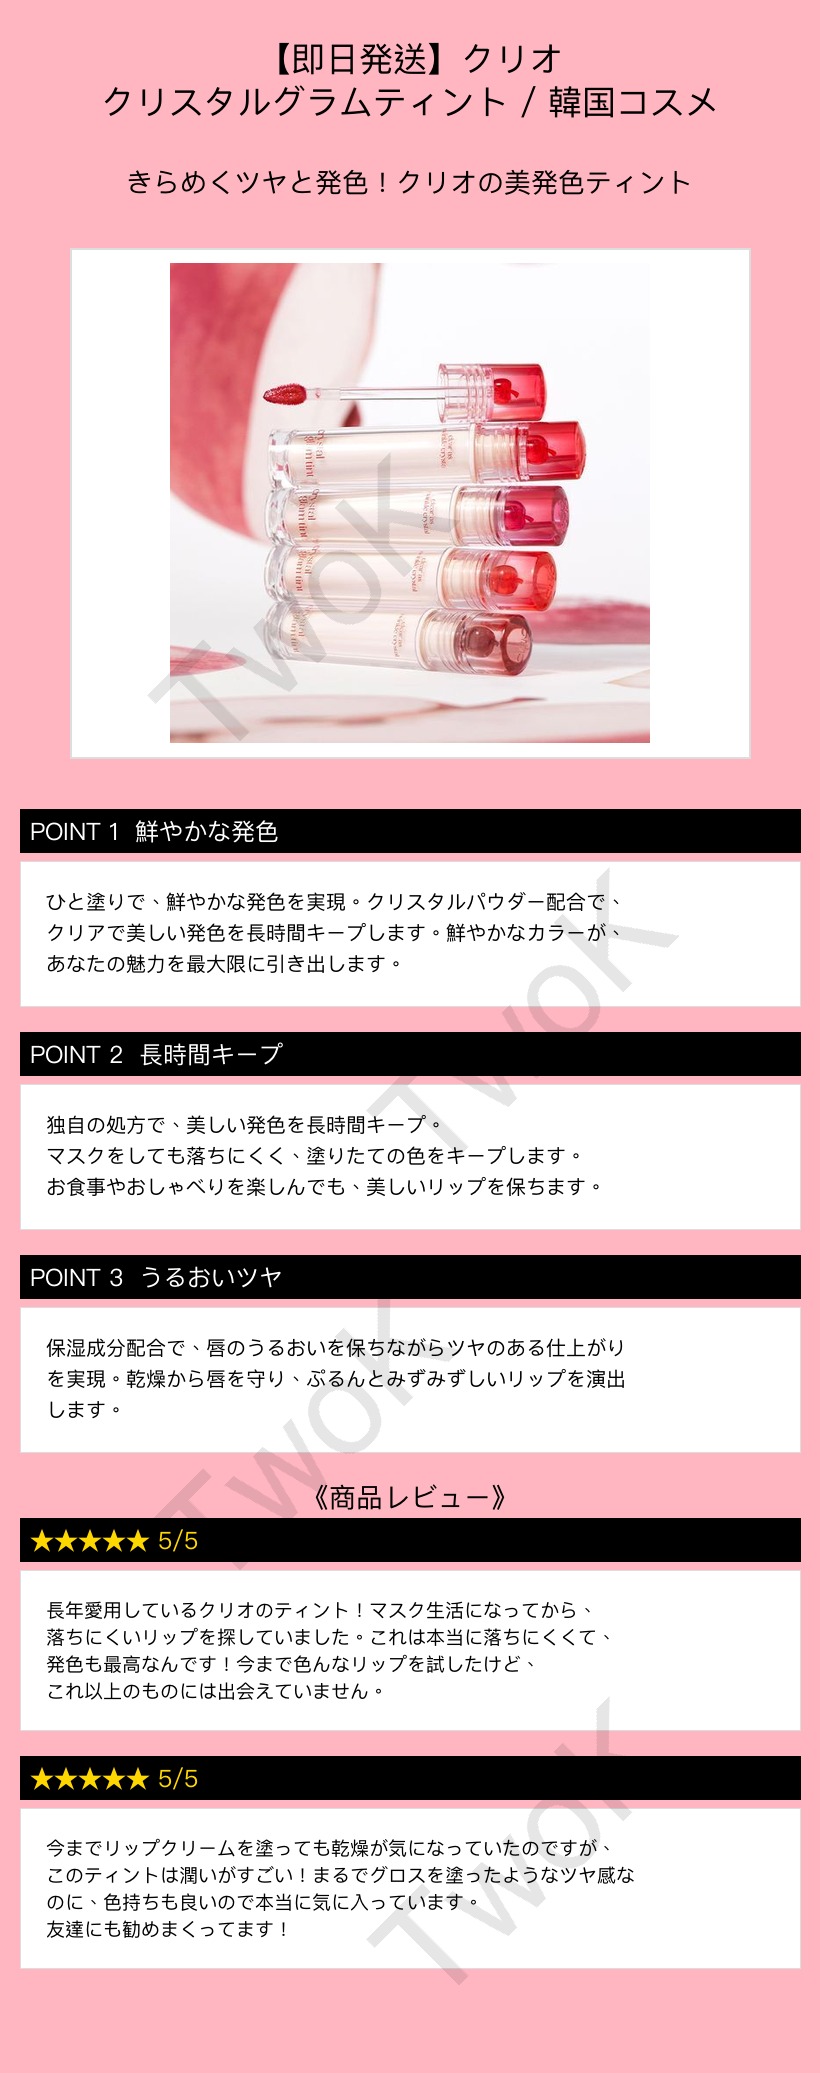 【即日発送】クリオ
クリスタルグラムティント / 韓国コスメ
きらめくツヤと発色！クリオの美発色ティント
crystal
glam tint
crystal
glam tint
crystal
glam tint
crystal
glam tint
TwoK
POINT 1 鮮やかな発色
ひと塗りで、鮮やかな発色を実現。クリスタルパウダー配合で、
クリアで美しい発色を長時間キープします。鮮やかなカラーが、
あなたの魅力を最大限に引き出します。
TwoK
POINT 2 長時間キープ
独自の処方で、美しい発色を長時間キープ。
マスクをしても落ちにくく、塗りたての色をキープします。
お食事やおしゃべりを楽しんでも、美しいリップを保ちます。
POINT 3 うるおいツヤ
保湿成分配合で、唇のうるおいを保ちながらツヤのある仕上がり
を実現。乾燥から唇を守り、ぷるんとみずみずしいリップを演出
します。
TwoK
《商品レビュー》
★★★★★ 5/5
長年愛用しているクリオのティント！マスク生活になってから、
落ちにくいリップを探していました。これは本当に落ちにくくて、
発色も最高なんです！今まで色んなリップを試したけど、
これ以上のものには出会えていません。
★★★★★ 5/5
今までリップクリームを塗っても乾燥が気になっていたのですが、
このティントは潤いがすごい！まるでグロスを塗ったようなツヤ感な
のに、色持ちも良いので本当に気に入っています。
友達にも勧めまくってます！
TwoK